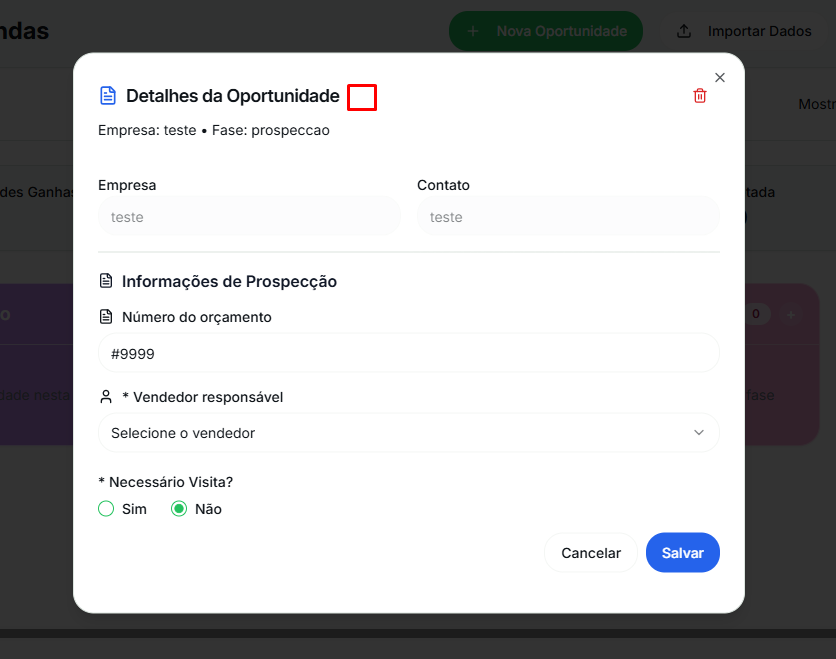 ndas
+ Nova Oportunidade
Importar Dados
Detalhes da Oportunidade
Empresa: teste • Fase: prospeccao
Mostr
des Ganhas
tada
Empresa
Contato
teste
teste
Informações de Prospecção
o
0 +
Número do orçamento
#9999
dade nesta
fase
* Vendedor responsável
Selecione o vendedor
* Necessário Visita?
Sim
Não
Cancelar
Salvar